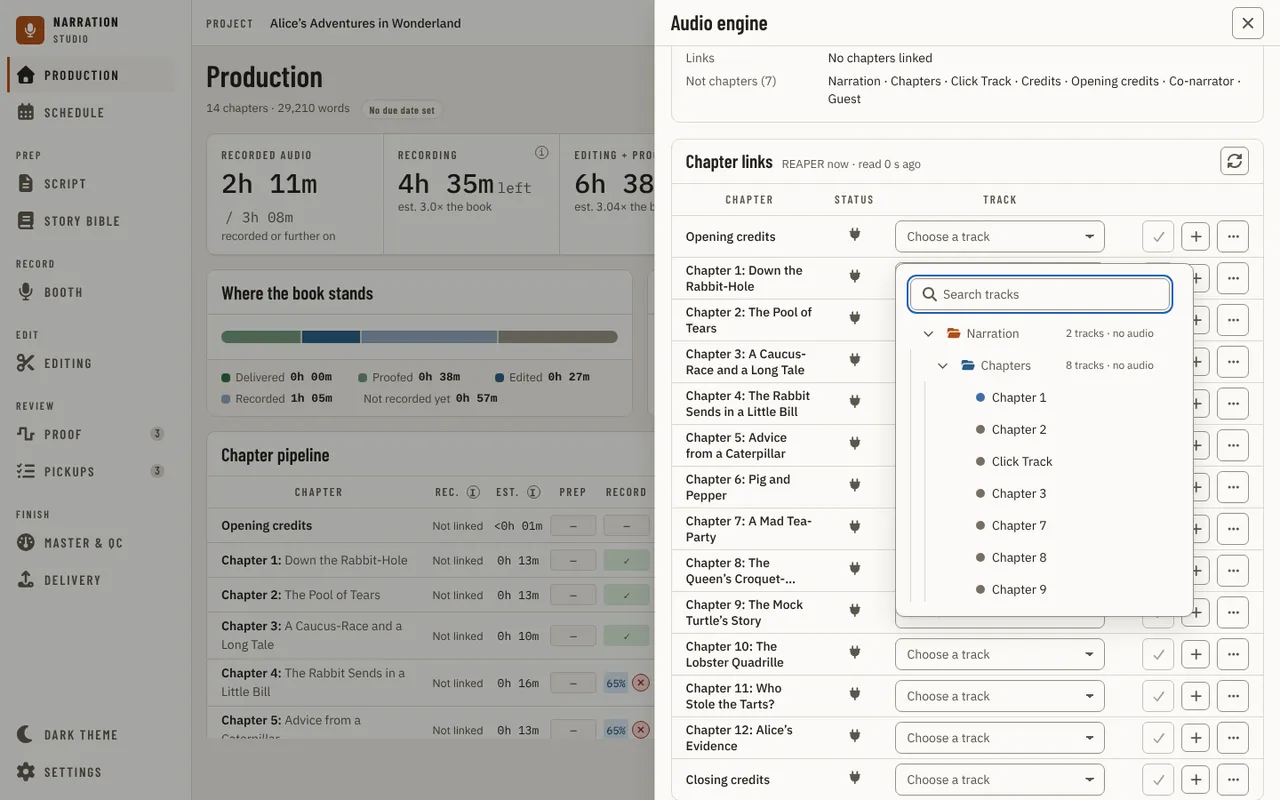 NARRATION
STUDIO
PRODUCTION
SCHEDULE
PREP
SCRIPT
STORY BIBLE
RECORD
BOOTH
EDIT
EDITING
REVIEW
PROOF 3
PICKUPS 3
FINISH
MASTER & QC
DELIVERY
DARK THEME
SETTINGS
PROJECT Alice's Adventures in Wonderland
Production
14 chapters · 29,210 words No due date set
RECORDED AUDIO
2h 11m
/ 3h 08m
recorded or further on
RECORDING
4h 35m left
est. 3.0× the book
EDITING + PRO
6h 38
est. 3.04× the b
Where the book stands
Delivered 0h 00m Proofed 0h 38m Edited 0h 27m
Recorded 1h 05m Not recorded yet 0h 57m
Chapter pipeline
CHAPTER REC. EST. PREP RECORD
Opening credits Not linked <0h 01m – –
Chapter 1: Down the Rabbit-Hole Not linked 0h 13m – ✓
Chapter 2: The Pool of Tears Not linked 0h 13m – ✓
Chapter 3: A Caucus-Race and a
Long Tale Not linked 0h 10m – ✓
Chapter 4: The Rabbit Sends in a
Little Bill Not linked 0h 16m – 65%
Chapter 5: Advice from a
Caterpillar Not linked 0h 13m – 65%
Audio engine
Links No chapters linked
Not chapters (7) Narration · Chapters · Click Track · Credits · Opening credits · Co-narrator ·
Guest
Chapter links REAPER now · read 0 s ago
CHAPTER STATUS TRACK
Opening credits Choose a track
Chapter 1: Down the
Rabbit-Hole
Chapter 2: The Pool of
Tears
Chapter 3: A Caucus-
Race and a Long Tale
Chapter 4: The Rabbit
Sends in a Little Bill
Chapter 5: Advice
from a Caterpillar
Chapter 6: Pig and
Pepper
Chapter 7: A Mad Tea-
Party
Chapter 8: The
Queen's Croquet-...
Chapter 9: The Mock
Turtle's Story
Chapter 10: The
Lobster Quadrille Choose a track
Chapter 11: Who
Stole the Tarts? Choose a track
Chapter 12: Alice's
Evidence Choose a track
Closing credits Choose a track
Search tracks
Narration 2 tracks · no audio
Chapters 8 tracks · no audio
Chapter 1
Chapter 2
Click Track
Chapter 3
Chapter 7
Chapter 8
Chapter 9